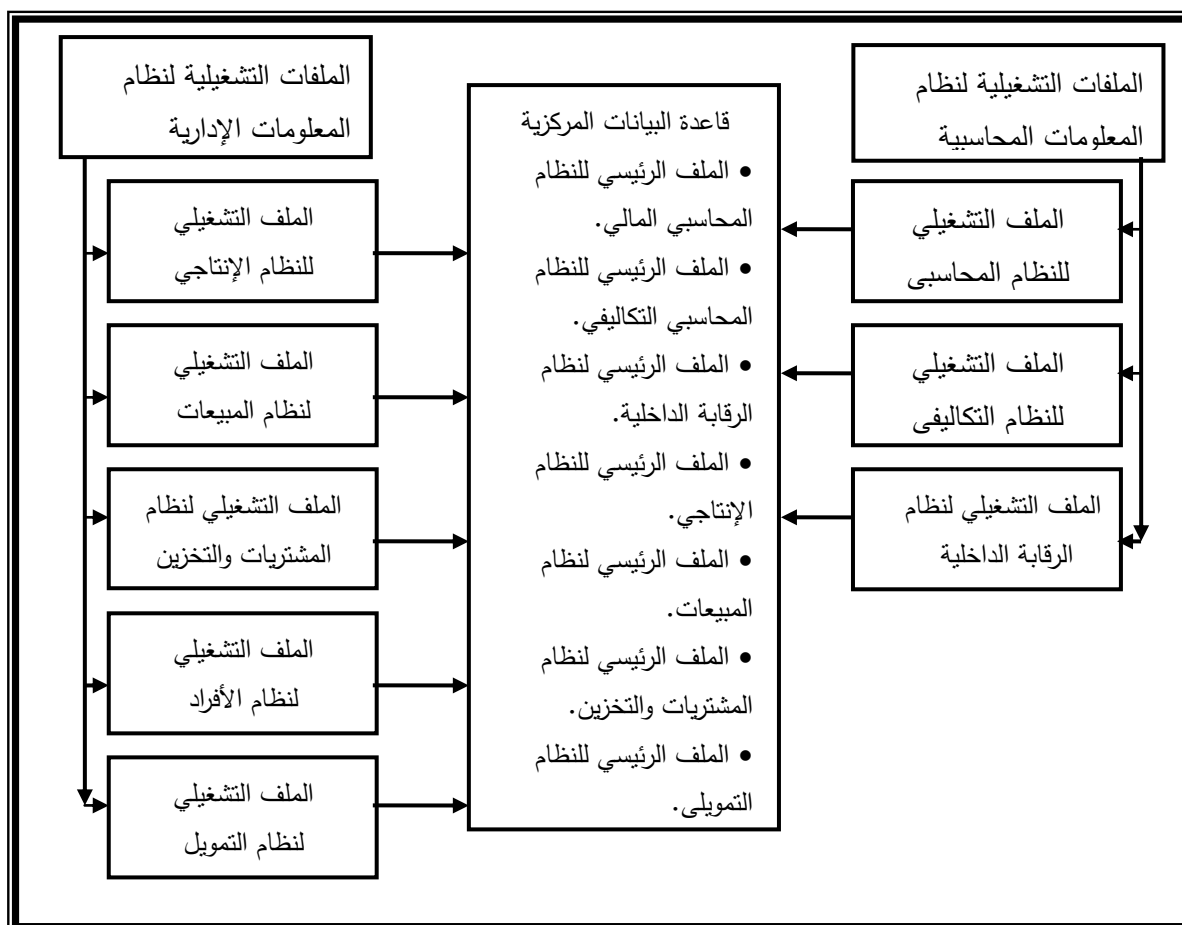 الملفات التشغيلية لنظام
المعلومات المحاسبية
الملف التشغيلي
للنظام المحاسبى
الملف التشغيلي
للنظام التكاليفى
الملف التشغيلي لنظام
الرقابة الداخلية
قاعدة البيانات المركزية
• الملف الرئيسي للنظام
المحاسبي المالي.
• الملف الرئيسي للنظام
المحاسبي التكاليفي.
• الملف الرئيسي لنظام
الرقابة الداخلية.
• الملف الرئيسي للنظام
الإنتاجي.
• الملف الرئيسي لنظام
المبيعات.
• الملف الرئيسي لنظام
المشتريات والتخزين.
• الملف الرئيسي للنظام
التمويلى.
الملفات التشغيلية لنظام
المعلومات الإدارية
الملف التشغيلي
للنظام الإنتاجي
الملف التشغيلي
لنظام المبيعات
الملف التشغيلي لنظام
المشتريات والتخزين
الملف التشغيلي
لنظام الأفراد
الملف التشغيلي
لنظام التمويل